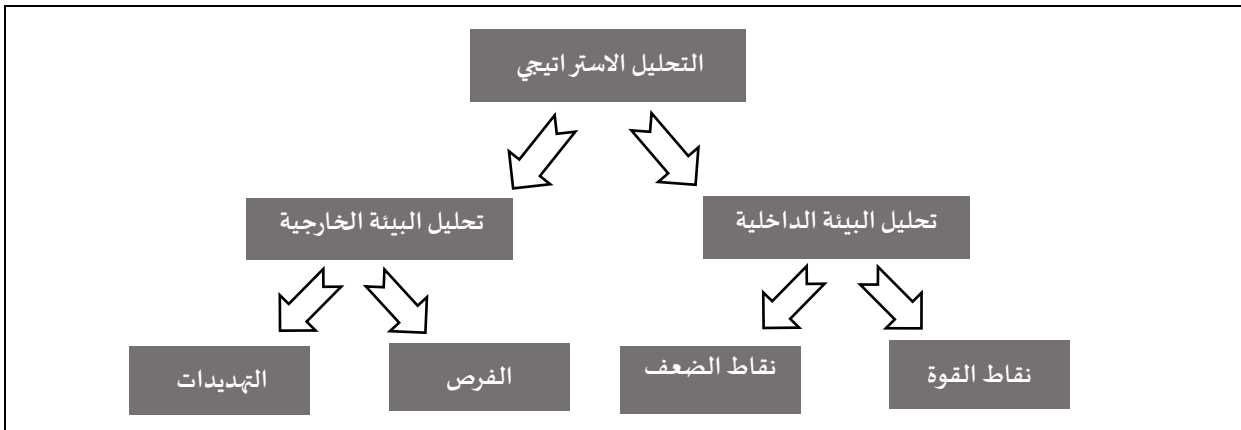 التحليل الاستراتيجي
تحليل البيئة الداخلية
تحليل البيئة الخارجية
نقاط القوة
نقاط الضعف
الفرص
التهديدات